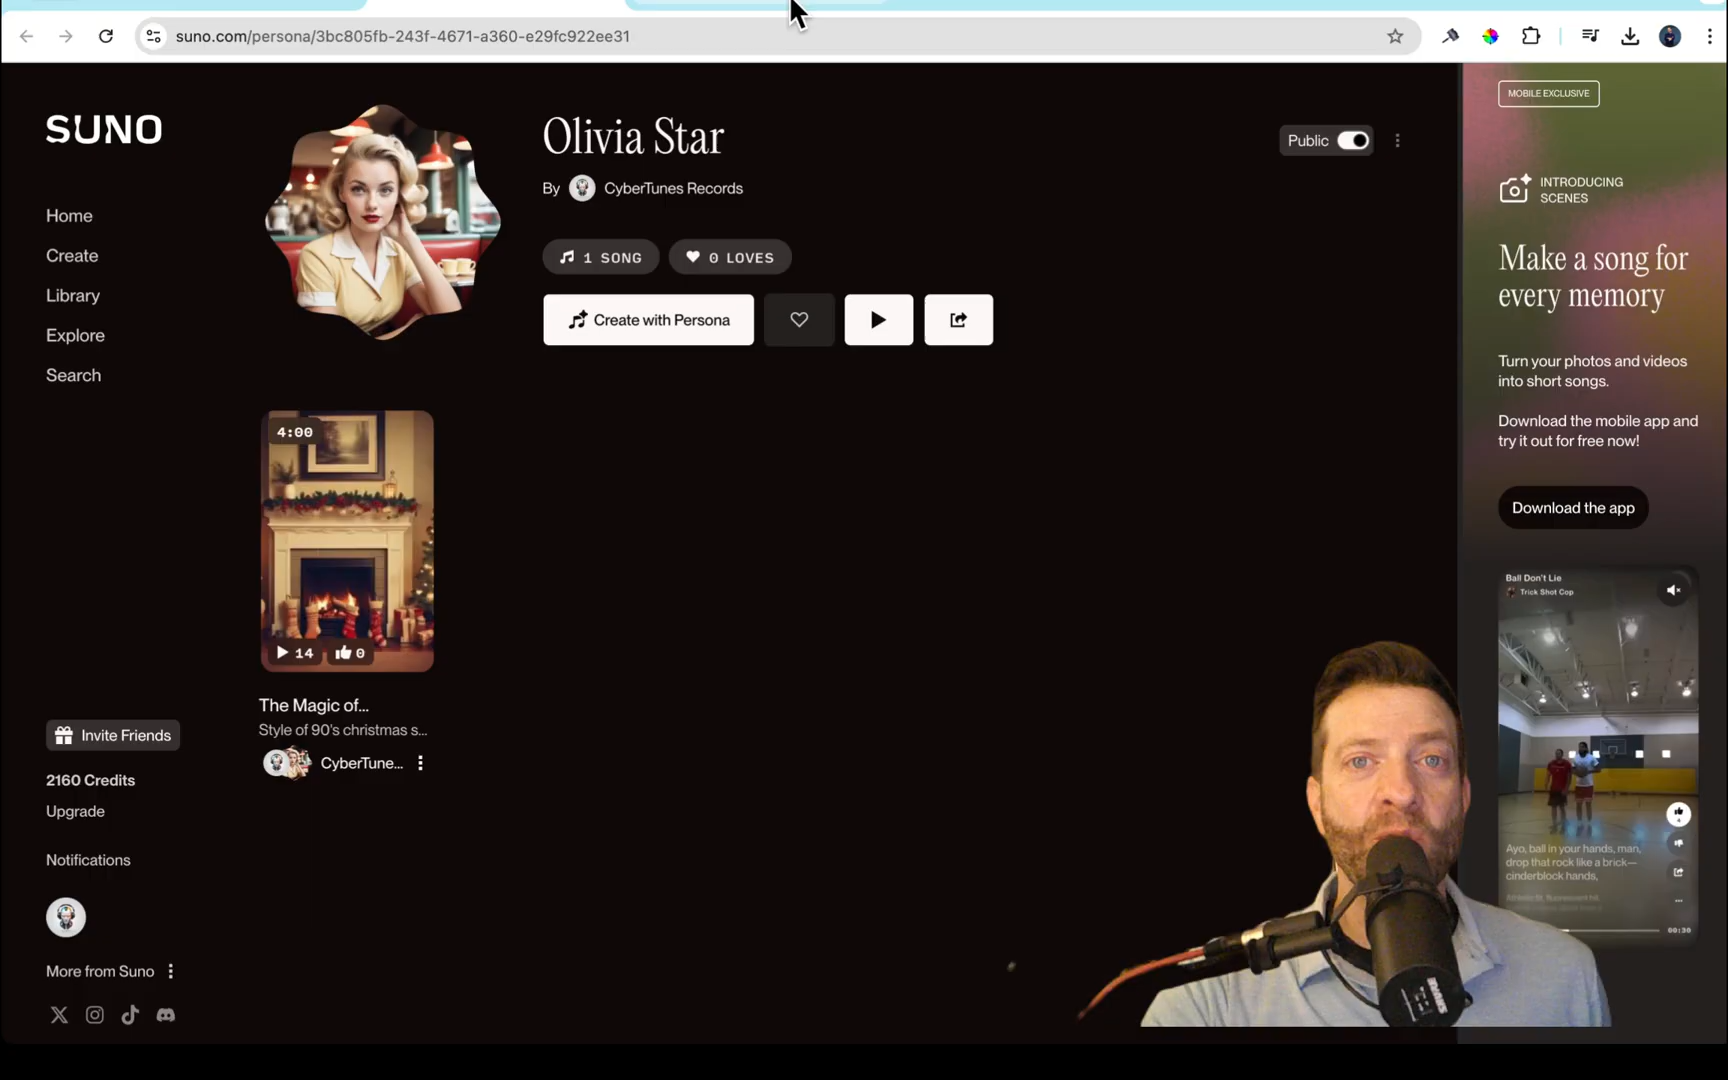 suno.com/persona/3bc805fb-243f-4671-a360-e29fc922ee31
SUNO
Home
Create
Library
Explore
Search
Invite Friends
2160 Credits
Upgrade
Notifications
More from Suno
Olivia Star
By CyberTunes Records
Public
1 SONG
0 LOVES
Create with Persona
4:00
14
0
The Magic of...
Style of 90's christmas s...
CyberTune...
MOBILE EXCLUSIVE
INTRODUCING
SCENES
Make a song for
every memory
Turn your photos and videos
into short songs.
Download the mobile app and
try it out for free now!
Download the app
Ball Don't Lie
Trick Shot Cop
Ayo, ball in your hands, man,
drop that rock like a brick—
cinderblock hands,
00:30